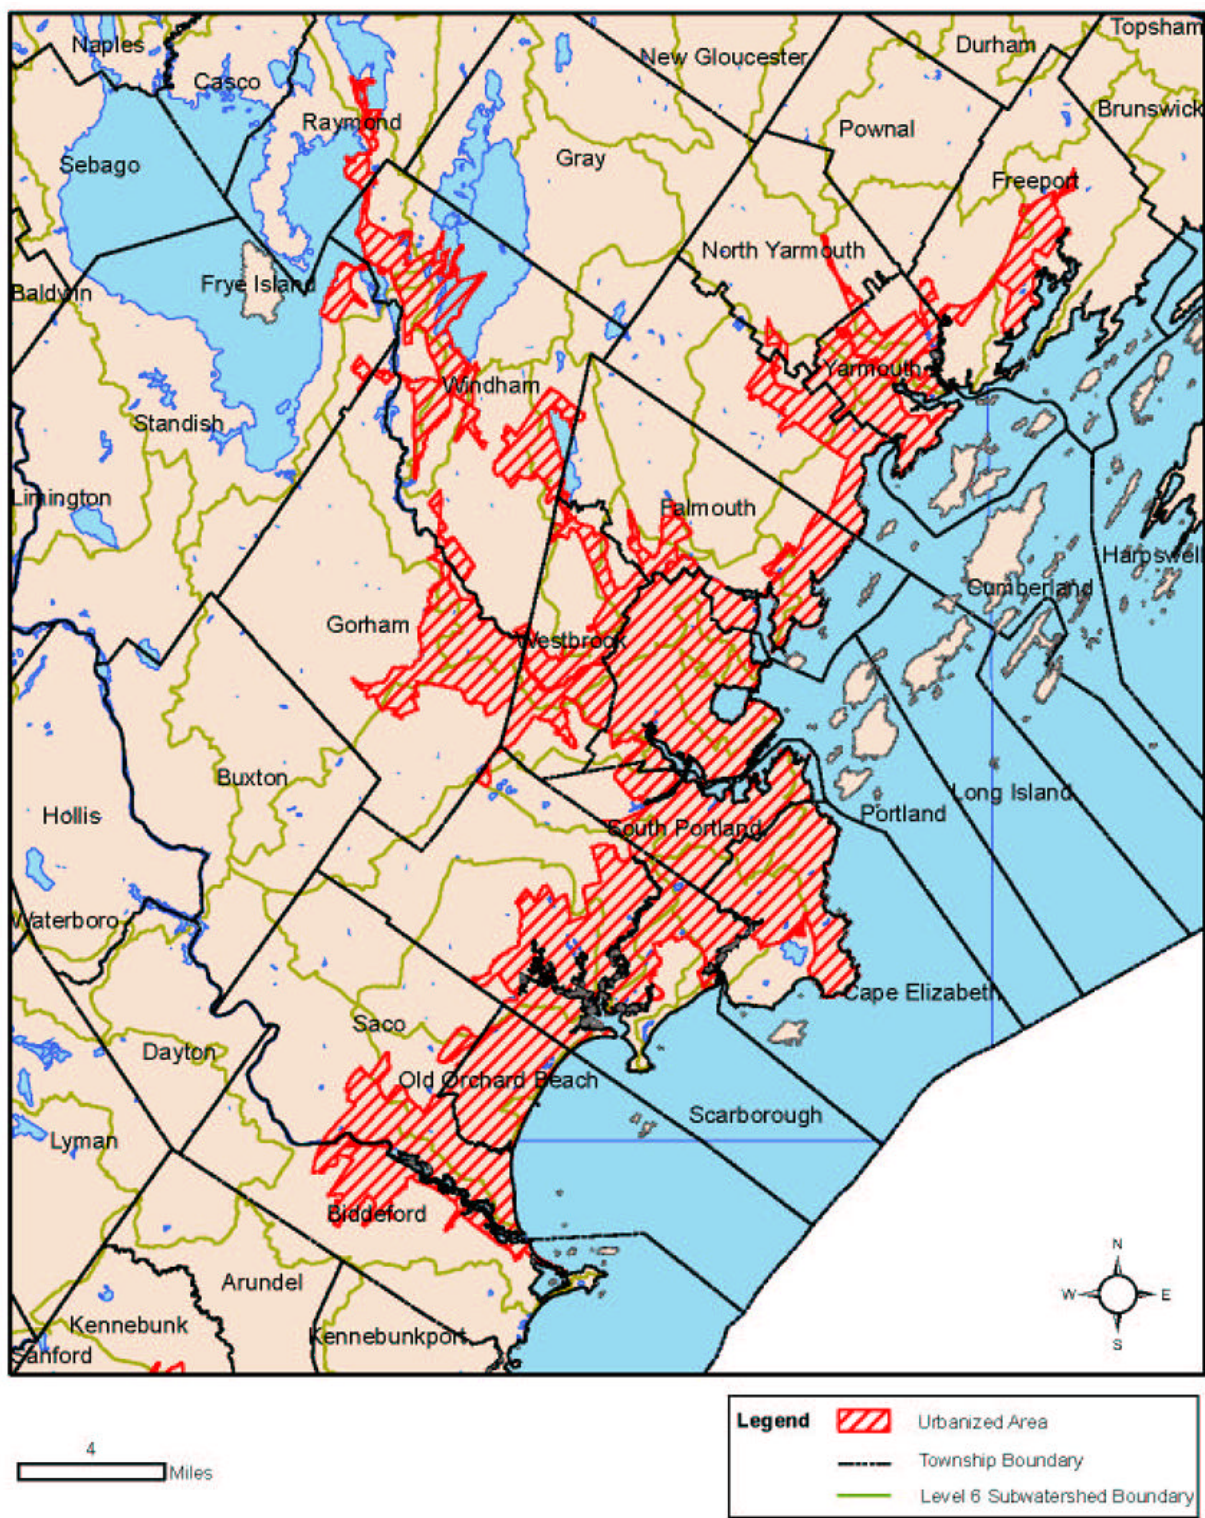 Topsham
Naples
Durham
New Gloucester
Casco
Brunswick
Raymond
Pownal
Gray
Sebago
Freeport
North Yarmouth
Frye Island
Baldwin
Yarmouth
Windham
Standish
Limington
Falmouth
Harpswell
Cumberland
Gorham
Westbrook
Buxton
Long Island
Hollis
Portland
South Portland
Waterboro
Cape Elizabeth
Saco
Dayton
Old Orchard Beach
Scarborough
Lyman
Biddeford
N
Arundel
W E
Kennebunk
Kennebunkport
S
Sanford
Legend
Urbanized Area
4
Miles
Township Boundary
Level 6 Subwatershed Boundary